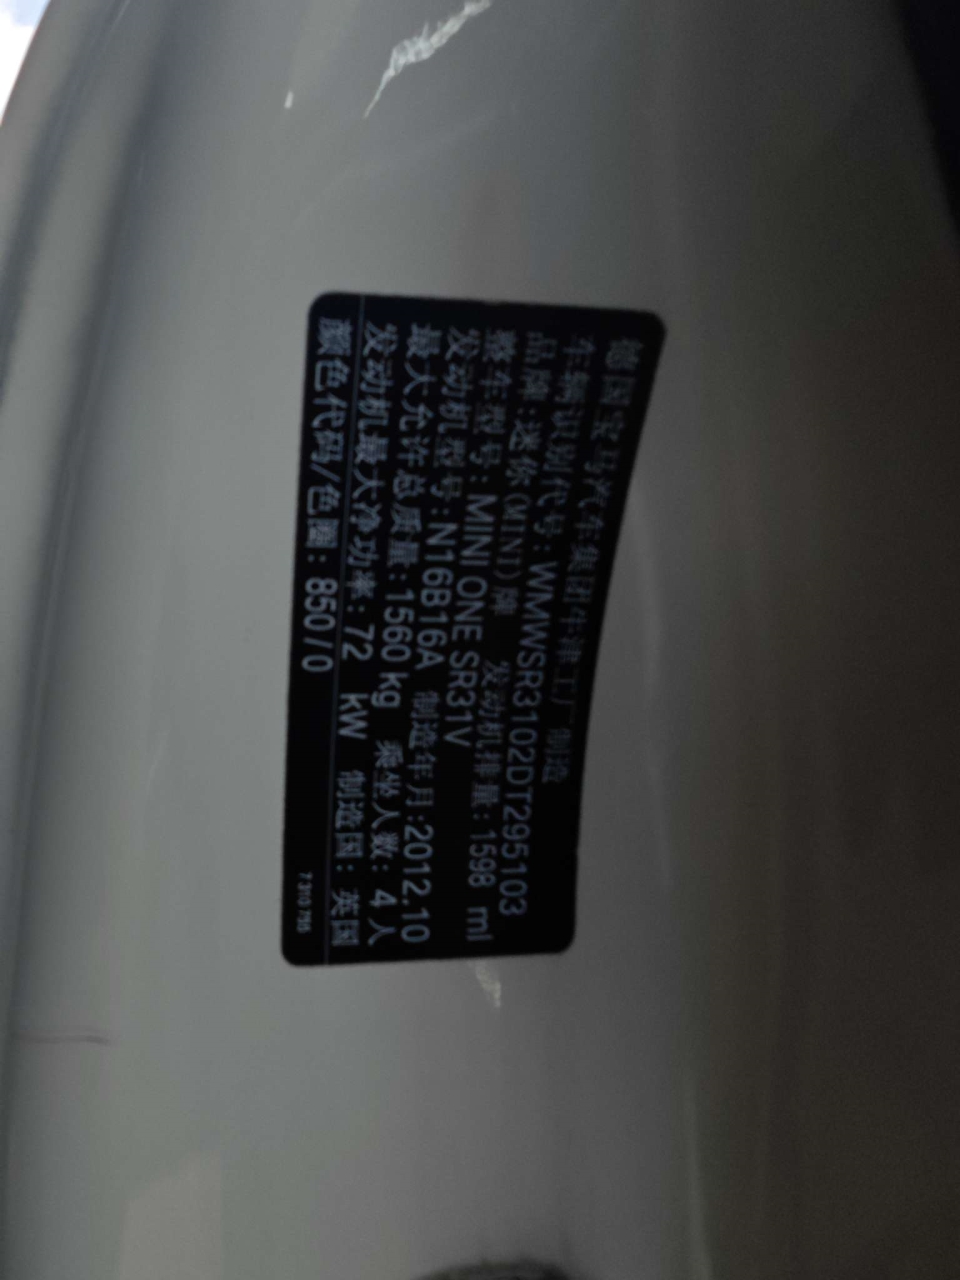 德国宝马汽车集团牛津工厂制造
车辆识别代号:WMWSR3102DT295103
品牌:迷你(MINI)牌 发动机排量:1598 ml
整车型号:MINI ONE SR31V
发动机型号:N16B16A 制造年月:2012.10
最大允许总质量:1560 kg 乘坐人数:4人
发动机最大净功率:72 kW 制造国:英国
颜色代码/色圈:850/0